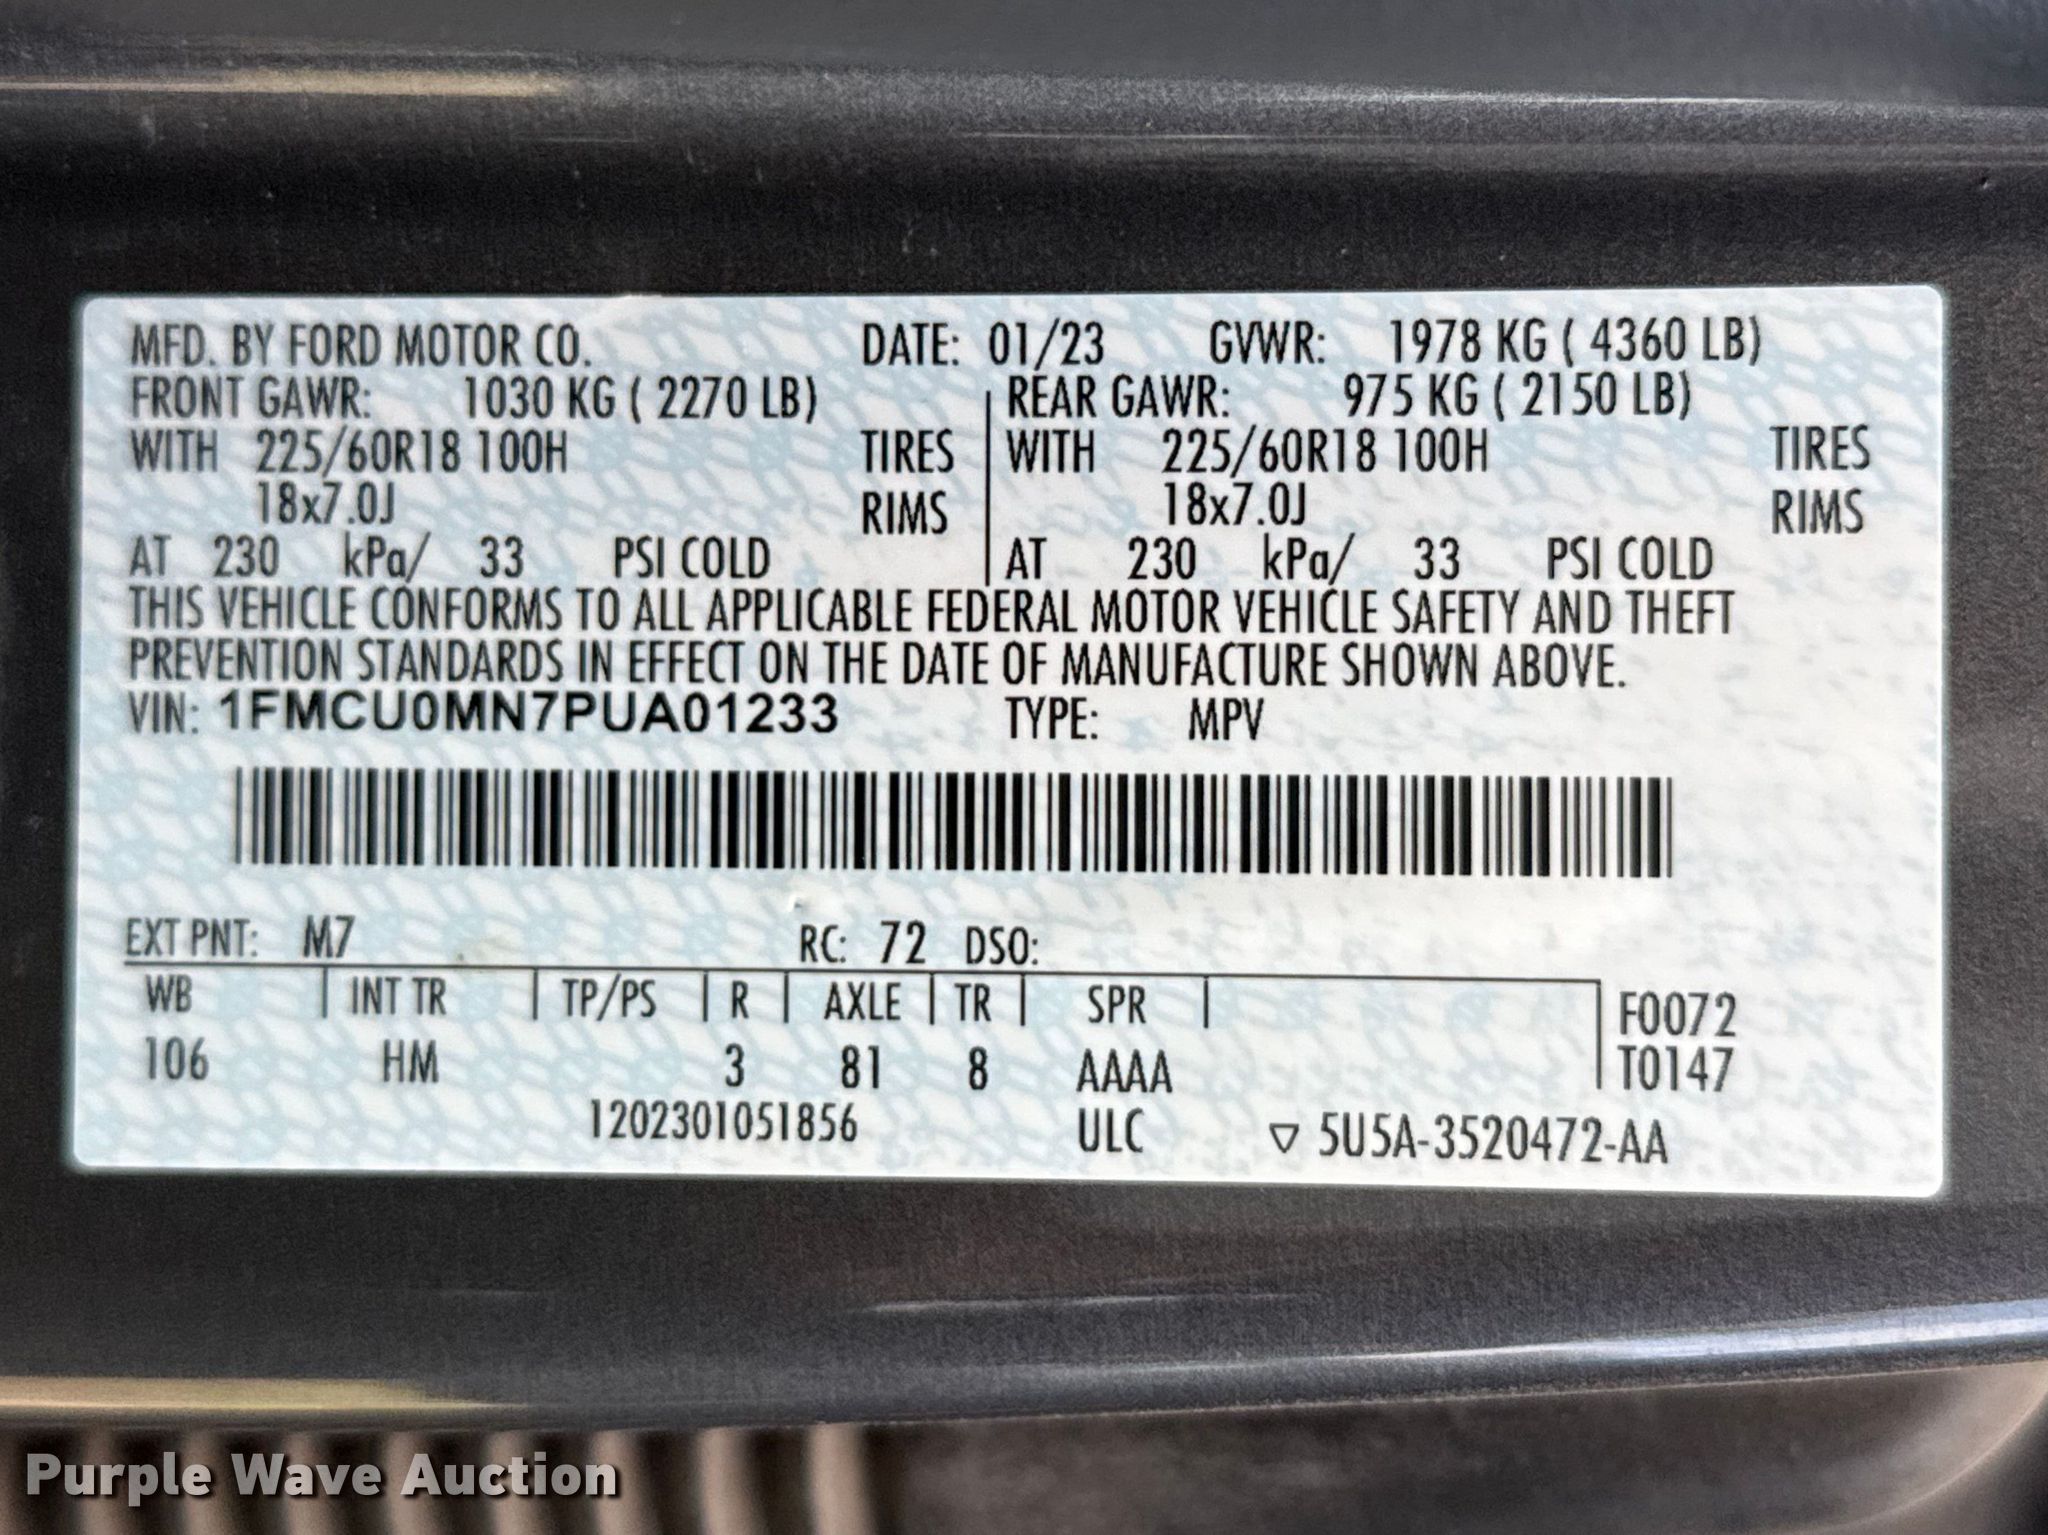 MFD. BY FORD MOTOR CO. DATE: 01/23 GVWR: 1978 KG ( 4360 LB)
FRONT GAWR: 1030 KG ( 2270 LB) REAR GAWR: 975 KG ( 2150 LB)
WITH 225/60R18 100H TIRES WITH 225/60R18 100H TIRES
18x7.0J RIMS 18x7.0J RIMS
AT 230 kPa/ 33 PSI COLD AT 230 kPa/ 33 PSI COLD
THIS VEHICLE CONFORMS TO ALL APPLICABLE FEDERAL MOTOR VEHICLE SAFETY AND THEFT
PREVENTION STANDARDS IN EFFECT ON THE DATE OF MANUFACTURE SHOWN ABOVE.
VIN: 1FMCU0MN7PUA01233 TYPE: MPV
EXT PNT: M7 RC: 72 DSO:
WB INT TR TP/PS R AXLE TR SPR F0072
106 HM 3 81 8 AAAA T0147
1202301051856 ULC ▽ 5U5A-3520472-AA
Purple Wave Auction